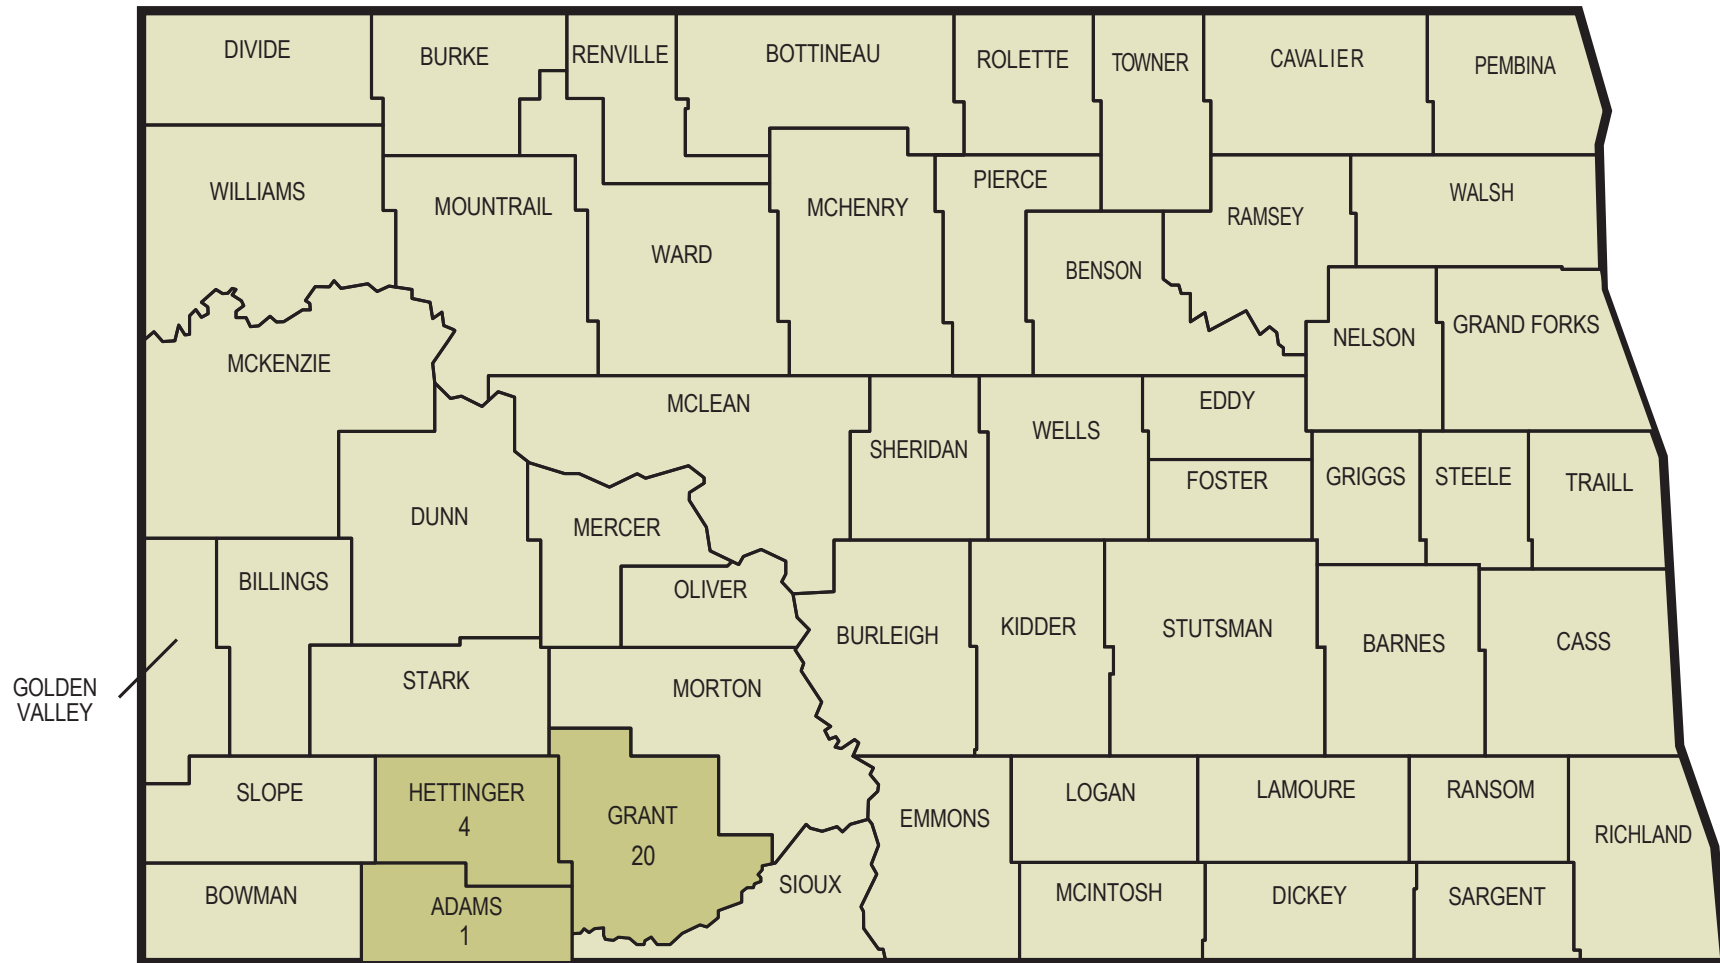 DIVIDE
BURKE
RENVILLE
BOTTINEAU
ROLETTE
TOWNER
CAVALIER
PEMBINA
WILLIAMS
MOUNTRAIL
WARD
MCHENRY
PIERCE
BENSON
RAMSEY
WALSH
MCKENZIE
NELSON
GRAND FORKS
MCLEAN
SHERIDAN
WELLS
EDDY
FOSTER
GRIGGS
STEELE
TRAILL
DUNN
MERCER
OLIVER
BILLINGS
GOLDEN
VALLEY
STARK
MORTON
BURLEIGH
KIDDER
STUTSMAN
BARNES
CASS
SLOPE
HETTINGER
4
GRANT
20
EMMONS
LOGAN
LAMOURE
RANSOM
RICHLAND
BOWMAN
ADAMS
1
SIOUX
MCINTOSH
DICKEY
SARGENT